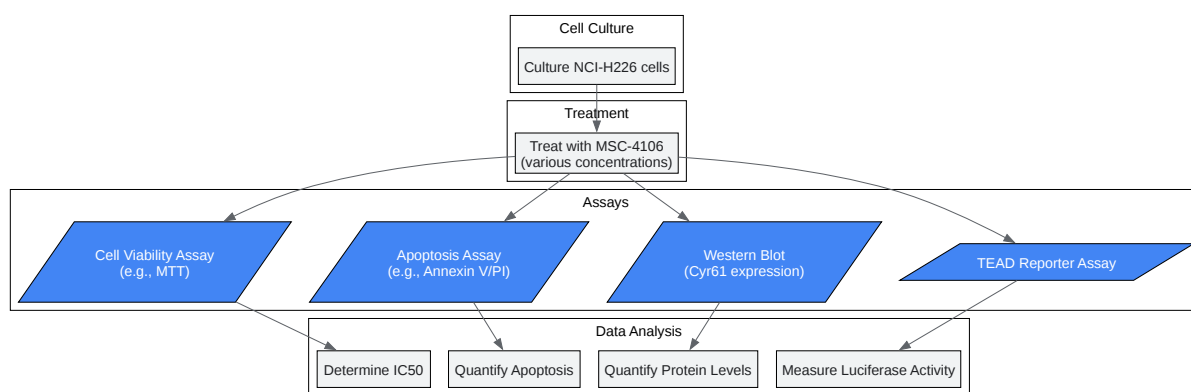 Cell Culture
Culture NCI-H226 cells
Treatment
Treat with MSC-4106
(various concentrations)
Assays
Cell Viability Assay
(e.g., MTT)
Apoptosis Assay
(e.g., Annexin V/PI)
Western Blot
(Cyr61 expression)
TEAD Reporter Assay
Data Analysis
Determine IC50
Quantify Apoptosis
Quantify Protein Levels
Measure Luciferase Activity